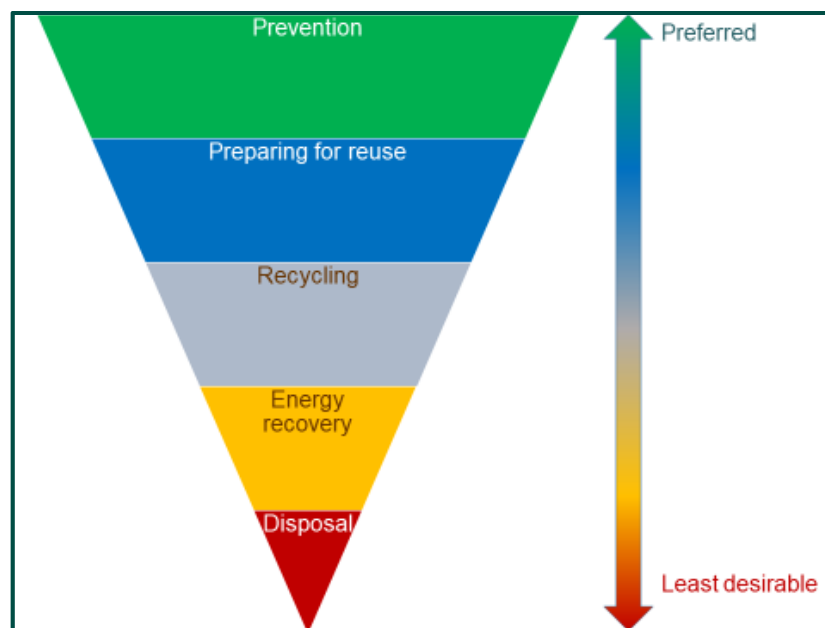 Prevention
Preferred
Preparing for reuse
Recycling
Energy
recovery
Disposal
Least desirable